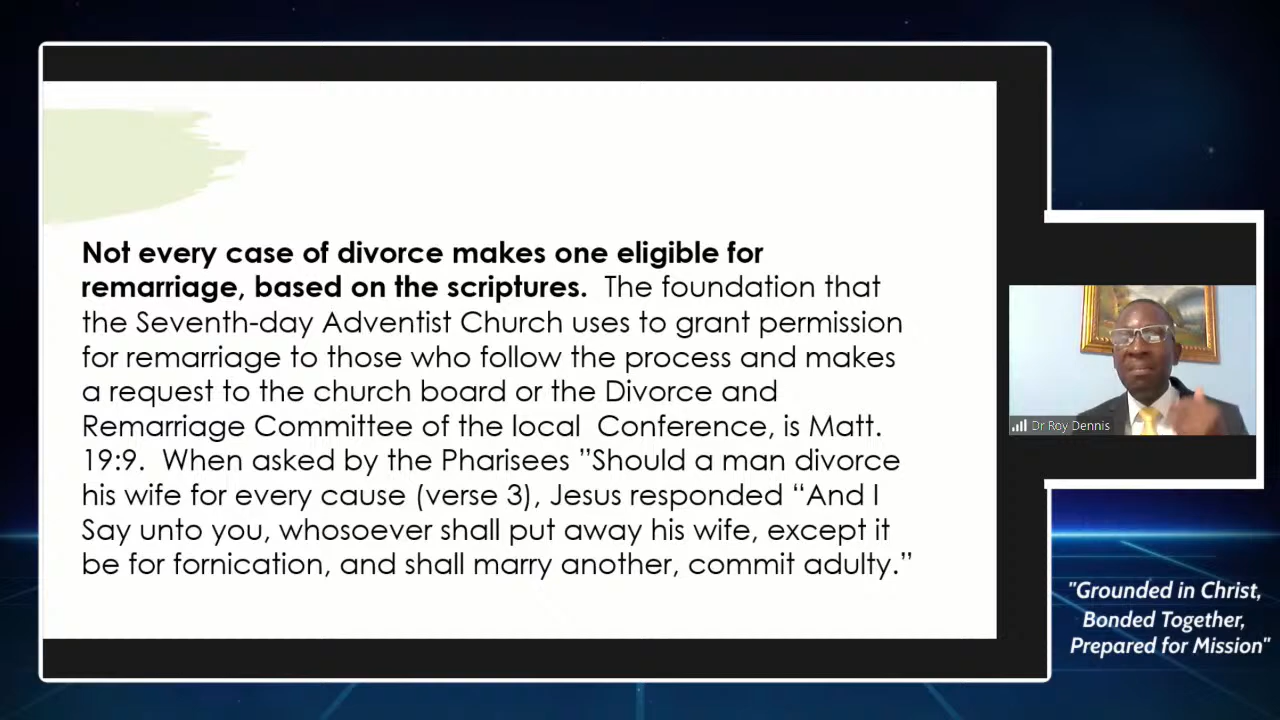 Not every case of divorce makes one eligible for
remarriage, based on the scriptures.  The foundation that
the Seventh-day Adventist Church uses to grant permission
for remarriage to those who follow the process and makes
a request to the church board or the Divorce and
Remarriage Committee of the local  Conference, is Matt.
19:9.  When asked by the Pharisees ”Should a man divorce
his wife for every cause (verse 3), Jesus responded “And I
Say unto you, whosoever shall put away his wife, except it
be for fornication, and shall marry another, commit adulty.”
Dr Roy Dennis
"Grounded in Christ,
Bonded Together,
Prepared for Mission"